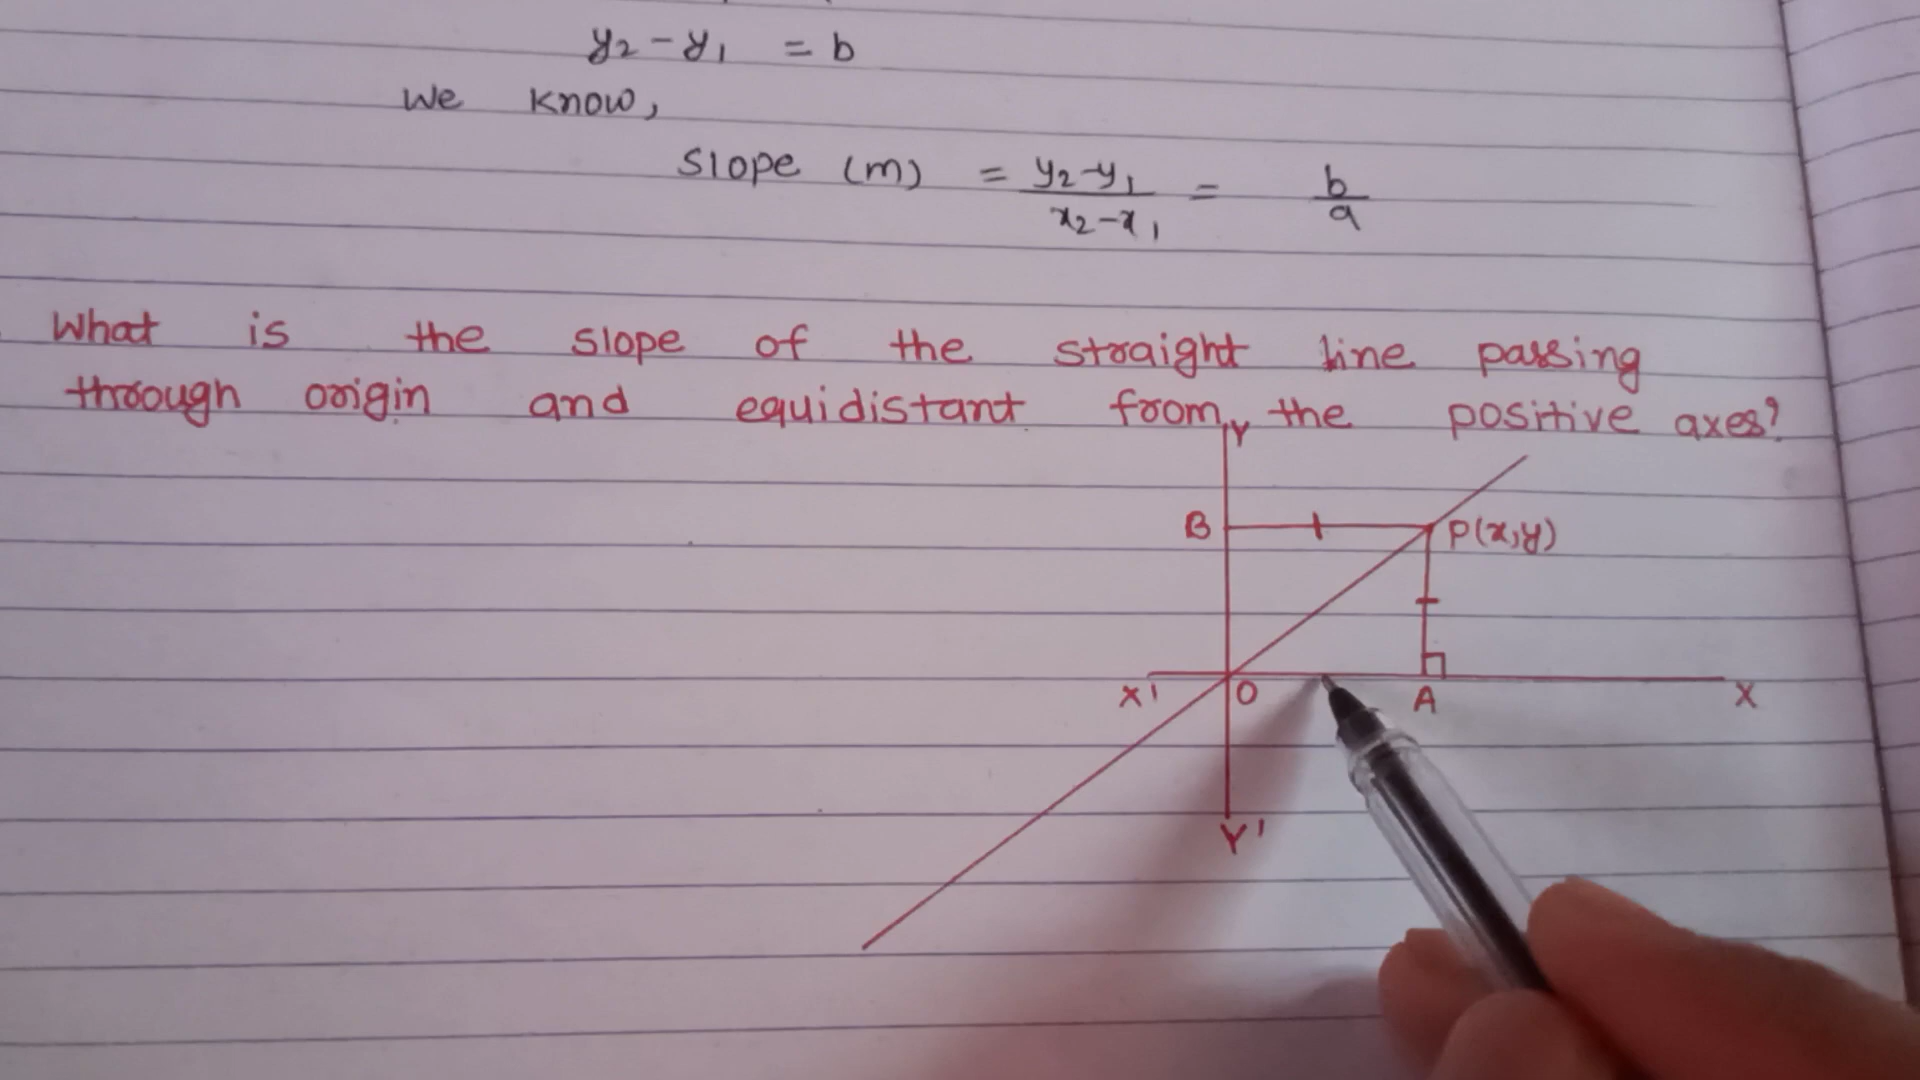 y₂ - y₁ = b
We know,
Slope (m) = y₂-y₁ / x₂-x₁ = b/a
What is the slope of the straight line passing
through origin and equidistant from the positive axes?
Y
B P(x,y)
X' O A X
Y'